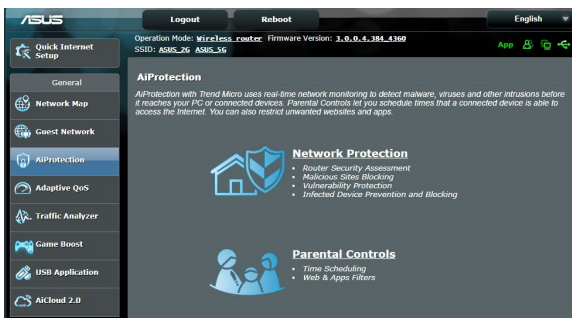 ASUS
Logout
Reboot
English
Operation Mode: Wireless router Firmware Version: 3.0.0.4.384_4360
SSID: ASUS_2G ASUS_5G
App
Quick Internet
Setup
General
Network Map
Guest Network
AiProtection
Adaptive QoS
Traffic Analyzer
Game Boost
USB Application
AiCloud 2.0
AiProtection
AiProtection with Trend Micro uses real-time network monitoring to detect malware, viruses and other intrusions before
it reaches your PC or connected devices. Parental Controls let you schedule times that a connected device is able to
access the Internet. You can also restrict unwanted websites and apps.
Network Protection
• Router Security Assessment
• Malicious Sites Blocking
• Vulnerability Protection
• Infected Device Prevention and Blocking
Parental Controls
• Time Scheduling
• Web & Apps Filters